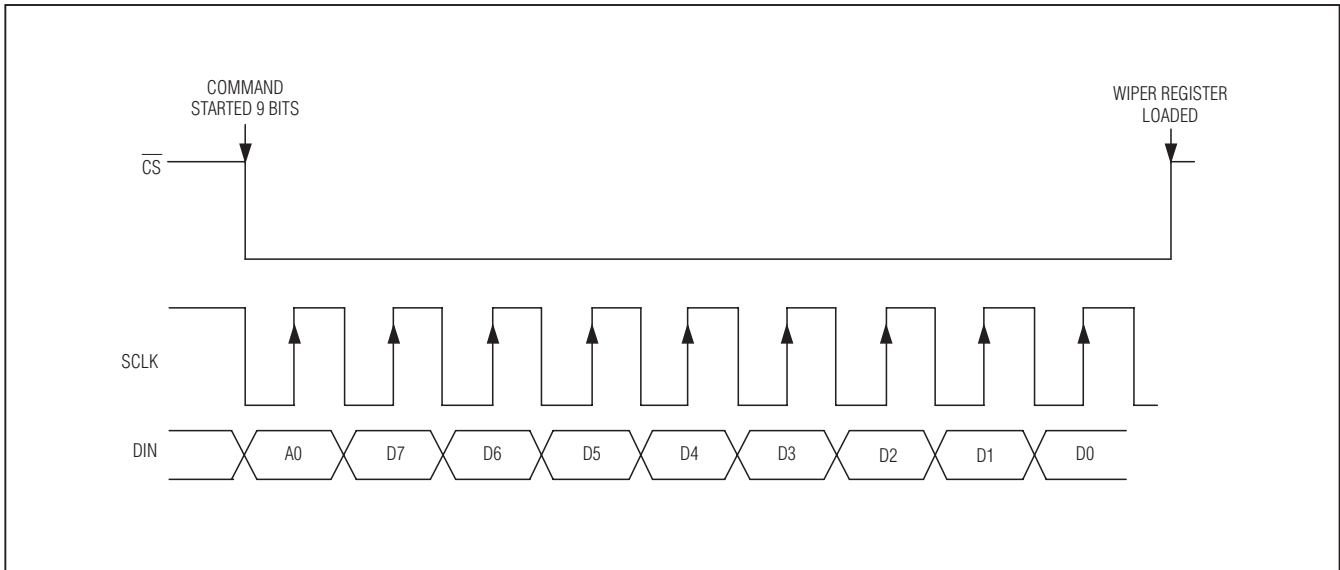 COMMAND
STARTED 9 BITS
WIPER REGISTER
LOADED
CS
SCLK
DIN
A0 D7 D6 D5 D4 D3 D2 D1 D0